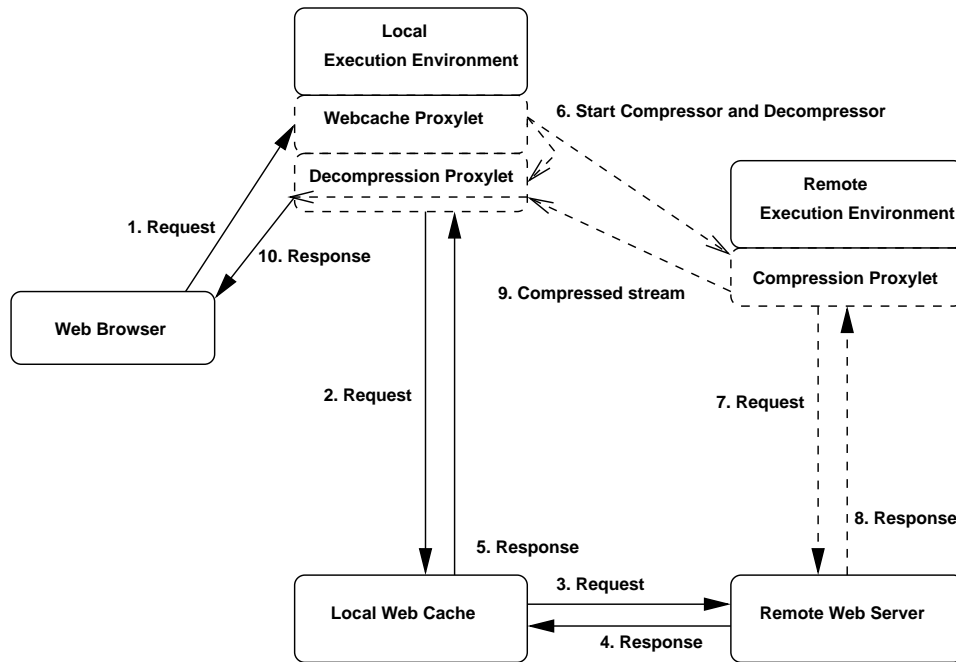 Local
Execution Environment
Webcache Proxylet
6. Start Compressor and Decompressor
Decompression Proxylet
Remote
Execution Environment
1. Request
10. Response
Compression Proxylet
9. Compressed stream
Web Browser
2. Request
7. Request
8. Response
5. Response
3. Request
Local Web Cache
Remote Web Server
4. Response